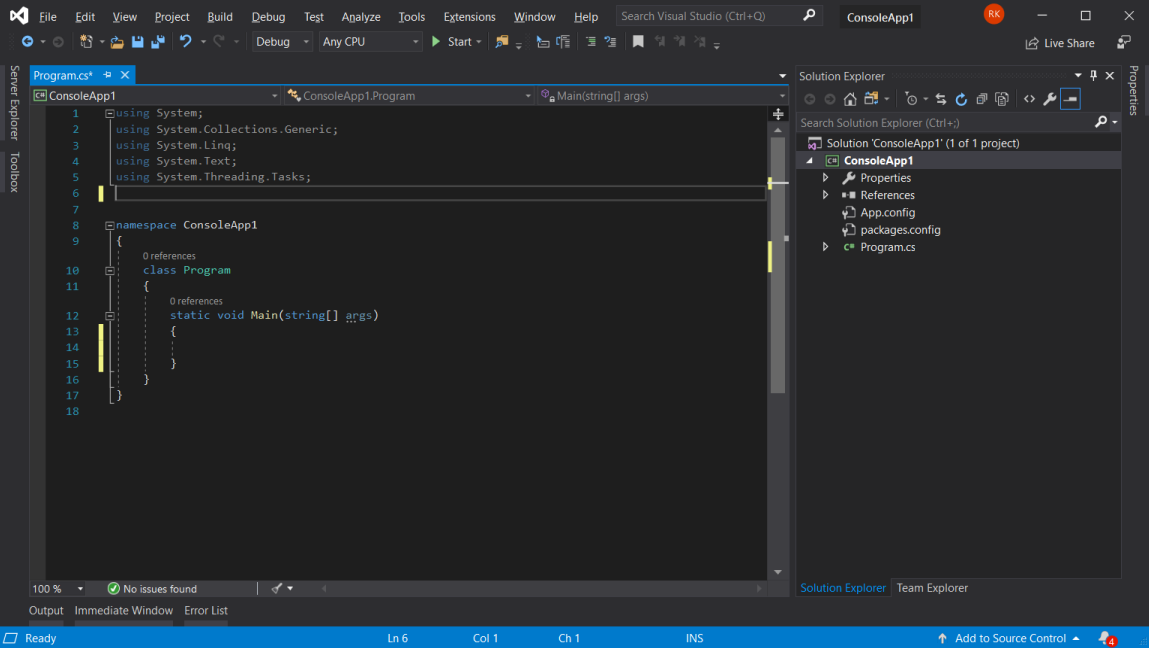 File Edit View Project Build Debug Test Analyze Tools Extensions Window Help Search Visual Studio (Ctrl+Q) ConsoleApp1 RK
Debug Any CPU Start Live Share
Server Explorer
Toolbox
Program.cs*
ConsoleApp1 ConsoleApp1.Program Main(string[] args)
1 using System;
2 using System.Collections.Generic;
3 using System.Linq;
4 using System.Text;
5 using System.Threading.Tasks;
6
7
8 namespace ConsoleApp1
9 {
0 references
10 class Program
11 {
0 references
12 static void Main(string[] args)
13 {
14
15 }
16 }
17 }
18
100 % No issues found
Solution Explorer
Search Solution Explorer (Ctrl+;)
Solution 'ConsoleApp1' (1 of 1 project)
C# ConsoleApp1
Properties
References
App.config
packages.config
C# Program.cs
Solution Explorer Team Explorer
Properties
Output Immediate Window Error List
Ready Ln 6 Col 1 Ch 1 INS Add to Source Control 4